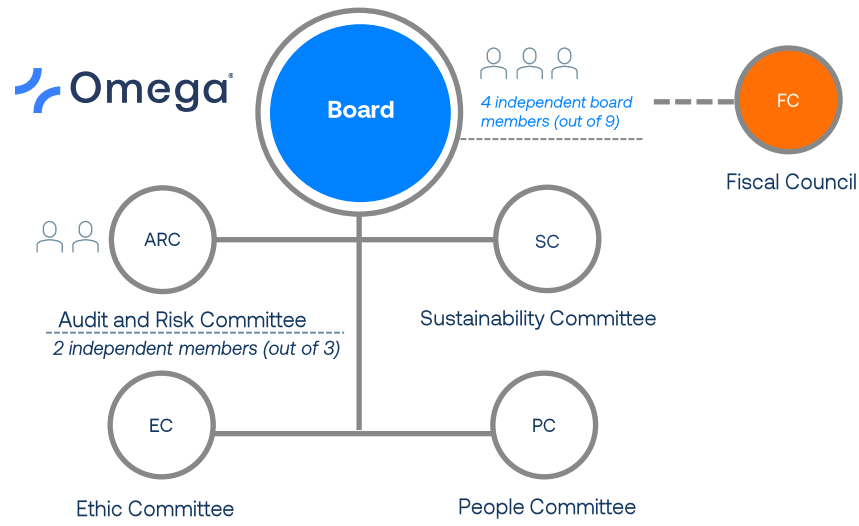 Omega®
Board
4 independent board
members (out of 9)
FC
Fiscal Council
ARC
SC
Audit and Risk Committee
2 independent members (out of 3)
Sustainability Committee
EC
PC
Ethic Committee
People Committee